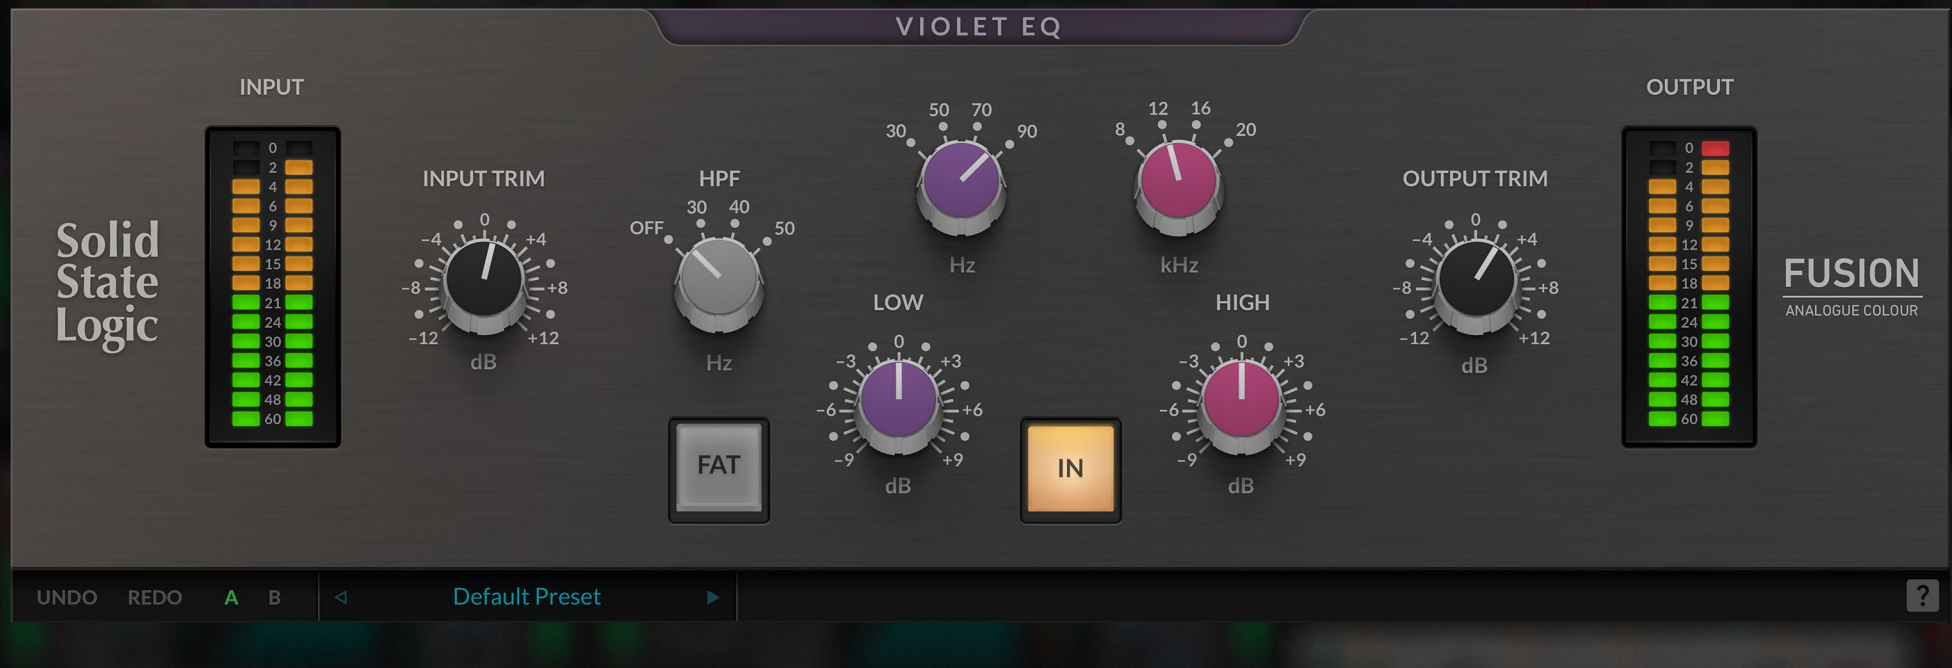 VIOLET EQ
INPUT
0
2
4
6
9
12
15
18
21
24
30
36
42
48
60
Solid
State
Logic
INPUT TRIM
0
-4 +4
-8 +8
-12 +12
dB
HPF
30 40
OFF 50
Hz
FAT
50 70
30 90
Hz
12 16
8 20
kHz
LOW
0
-3 +3
-6 +6
-9 +9
dB
IN
HIGH
0
-3 +3
-6 +6
-9 +9
dB
OUTPUT TRIM
0
-4 +4
-8 +8
-12 +12
dB
OUTPUT
0
2
4
6
9
12
15
18
21
24
30
36
42
48
60
FUSION
ANALOGUE COLOUR
UNDO REDO A B Default Preset ?